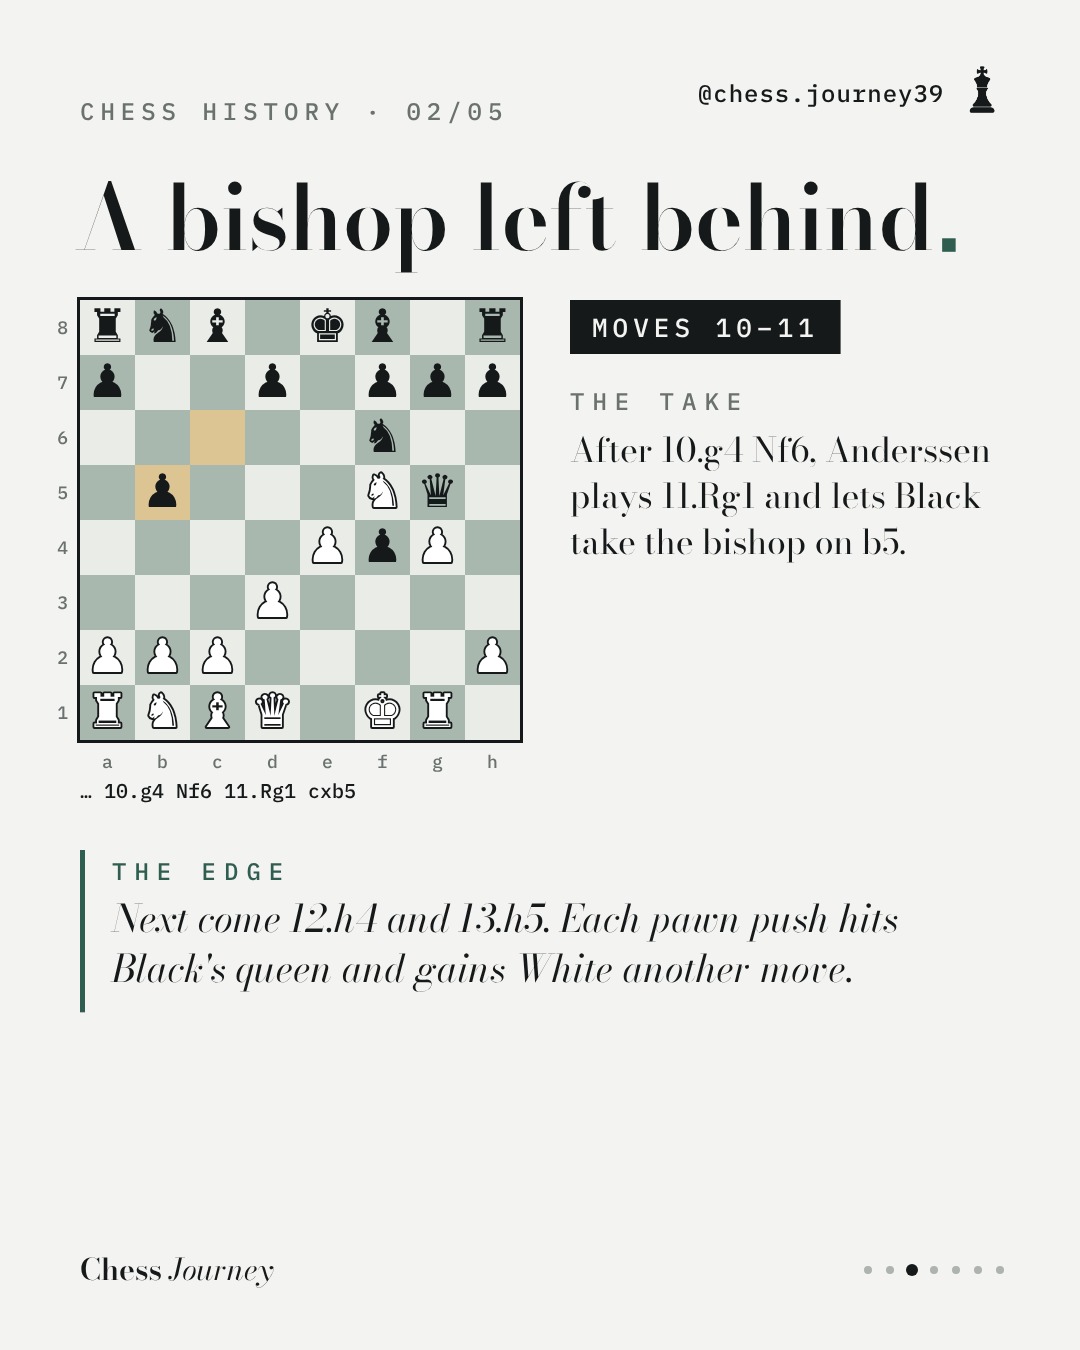 CHESS HISTORY · 02/05
@chess.journey39
A bishop left behind.
8
7
6
5
4
3
2
1
a b c d e f g h
… 10.g4 Nf6 11.Rg1 cxb5
MOVES 10–11
THE TAKE
After 10.g4 Nf6, Anderssen
plays 11.Rg1 and lets Black
take the bishop on b5.
THE EDGE
Next come 12.h4 and 13.h5. Each pawn push hits
Black's queen and gains White another move.
Chess Journey